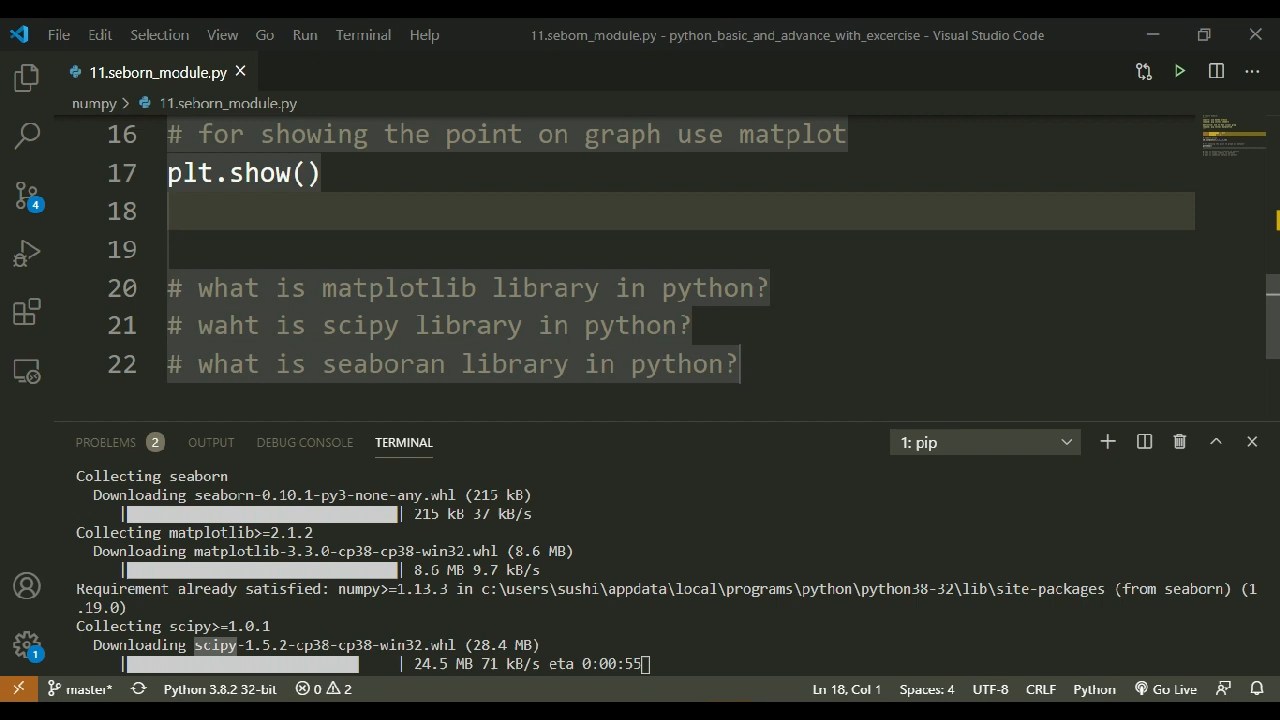 File Edit Selection View Go Run Terminal Help 11.seborn_module.py - python_basic_and_advance_with_excercise - Visual Studio Code
11.seborn_module.py
numpy > 11.seborn_module.py
16 # for showing the point on graph use matplot
17 plt.show()
18
19
20 # what is matplotlib library in python?
21 # waht is scipy library in python?
22 # what is seaboran library in python?
4
PROBLEMS 2 OUTPUT DEBUG CONSOLE TERMINAL 1: pip
Collecting seaborn
Downloading seaborn-0.10.1-py3-none-any.whl (215 kB)
| | 215 kB 37 kB/s
Collecting matplotlib>=2.1.2
Downloading matplotlib-3.3.0-cp38-cp38-win32.whl (8.6 MB)
| | 8.6 MB 9.7 kB/s
Requirement already satisfied: numpy>=1.13.3 in c:\users\sushi\appdata\local\programs\python\python38-32\lib\site-packages (from seaborn) (1
.19.0)
Collecting scipy>=1.0.1
Downloading scipy-1.5.2-cp38-cp38-win32.whl (28.4 MB)
| | 24.5 MB 71 kB/s eta 0:00:55
1
master* Python 3.8.2 32-bit 0 2 Ln 18, Col 1 Spaces: 4 UTF-8 CRLF Python Go Live